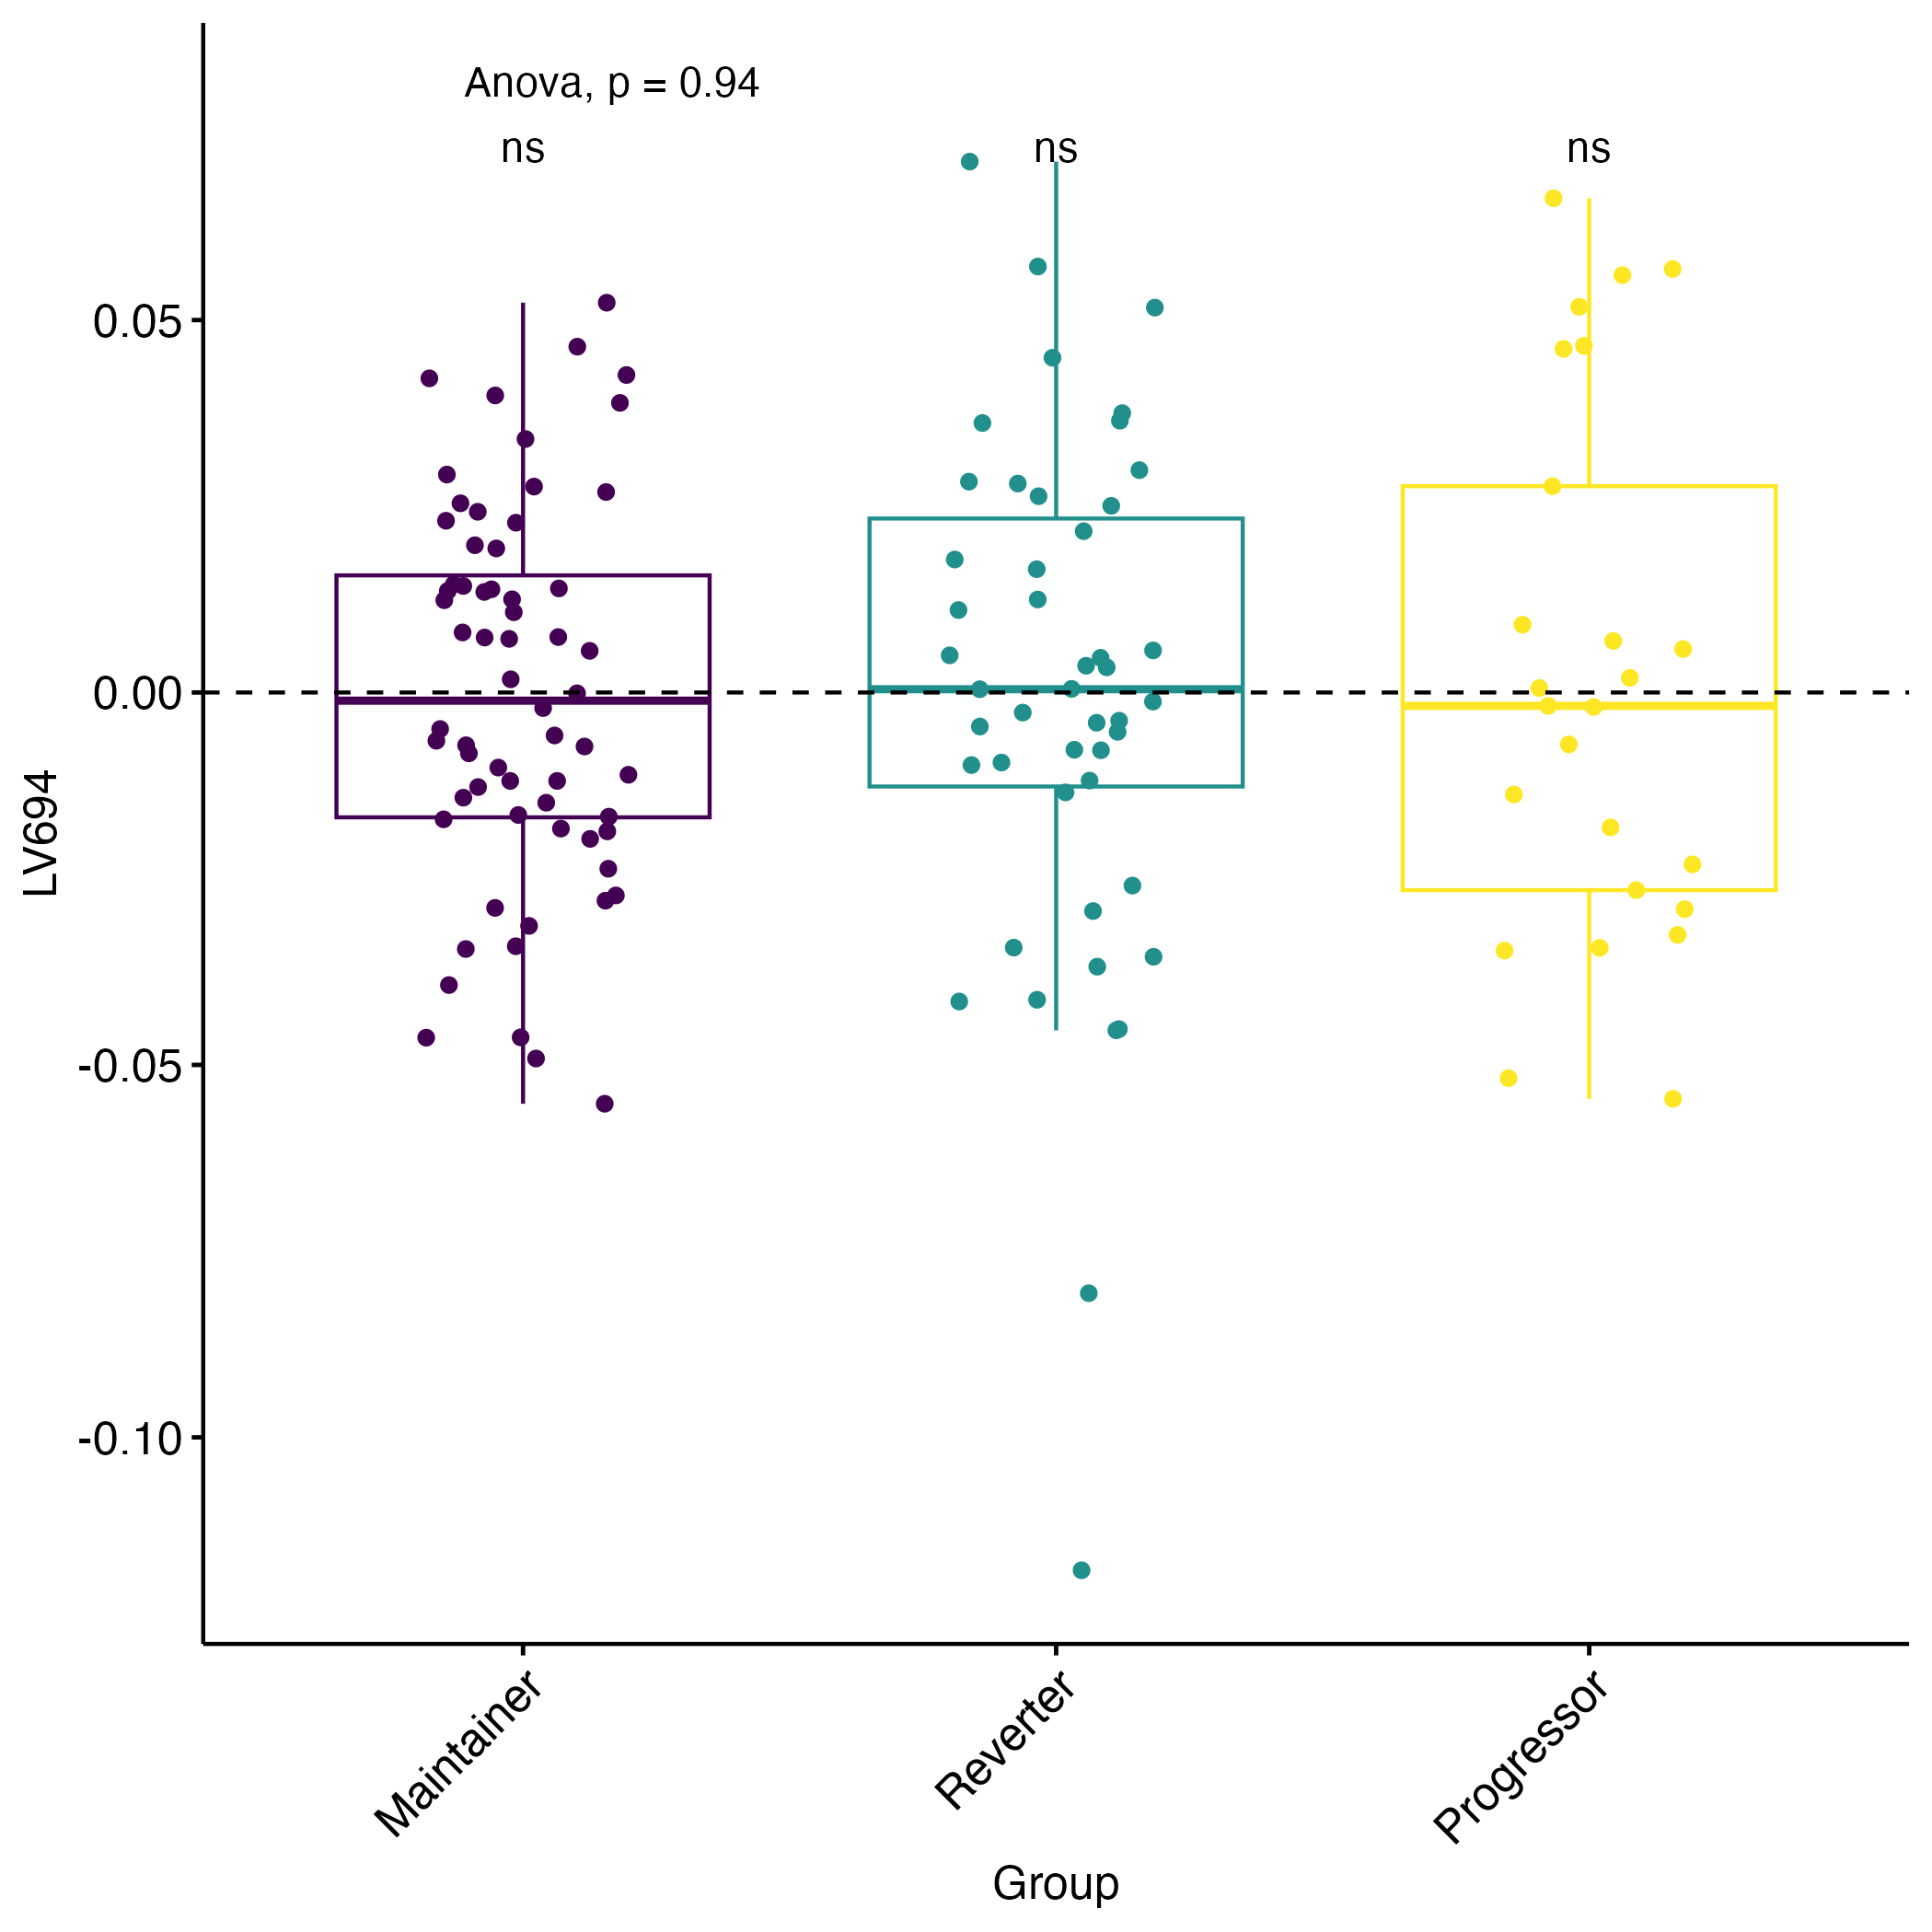 Anova, p = 0.94
ns ns ns
0.05
0.00
-0.05
-0.10
LV694
Maintainer Reverter Progressor
Group